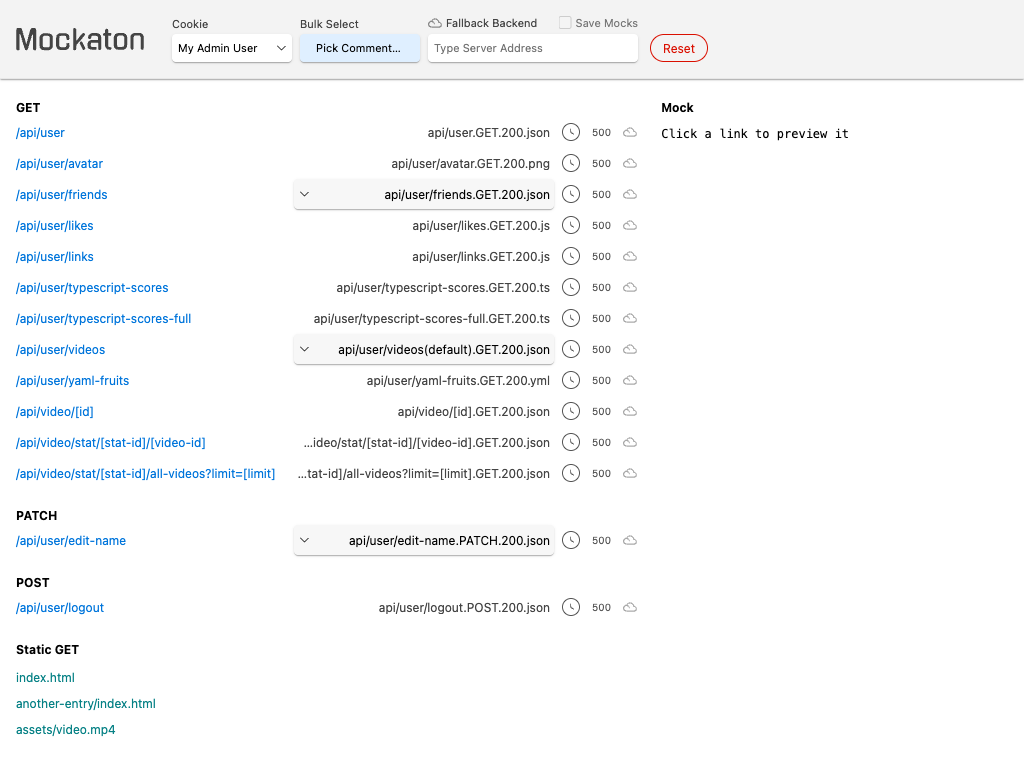 Mockaton
Cookie
My Admin User
Bulk Select
Pick Comment...
Fallback Backend
Save Mocks
Type Server Address
Reset
GET
/api/user api/user.GET.200.json 500
/api/user/avatar api/user/avatar.GET.200.png 500
/api/user/friends api/user/friends.GET.200.json 500
/api/user/likes api/user/likes.GET.200.js 500
/api/user/links api/user/links.GET.200.js 500
/api/user/typescript-scores api/user/typescript-scores.GET.200.ts 500
/api/user/typescript-scores-full api/user/typescript-scores-full.GET.200.ts 500
/api/user/videos api/user/videos(default).GET.200.json 500
/api/user/yaml-fruits api/user/yaml-fruits.GET.200.yml 500
/api/video/[id] api/video/[id].GET.200.json 500
/api/video/stat/[stat-id]/[video-id] ...ideo/stat/[stat-id]/[video-id].GET.200.json 500
/api/video/stat/[stat-id]/all-videos?limit=[limit] ...tat-id]/all-videos?limit=[limit].GET.200.json 500
PATCH
/api/user/edit-name api/user/edit-name.PATCH.200.json 500
POST
/api/user/logout api/user/logout.POST.200.json 500
Static GET
index.html
another-entry/index.html
assets/video.mp4
Mock
Click a link to preview it